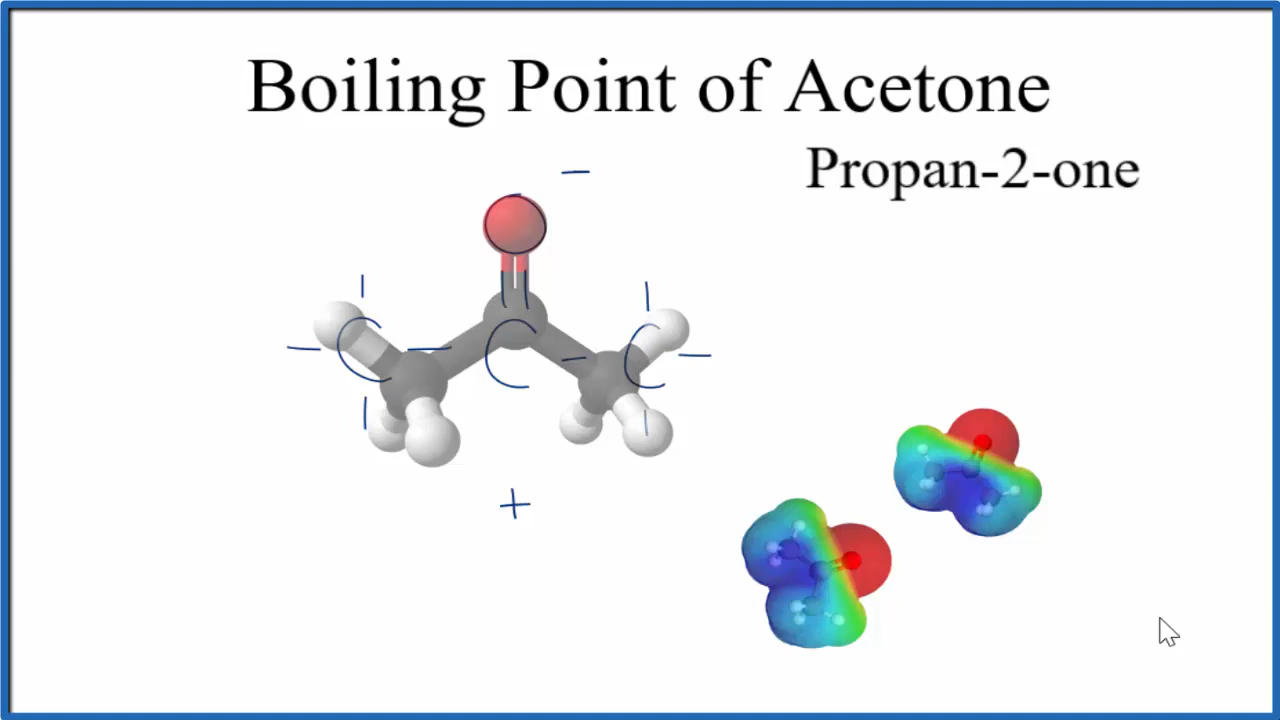 Boiling Point of Acetone
Propan-2-one
−
+